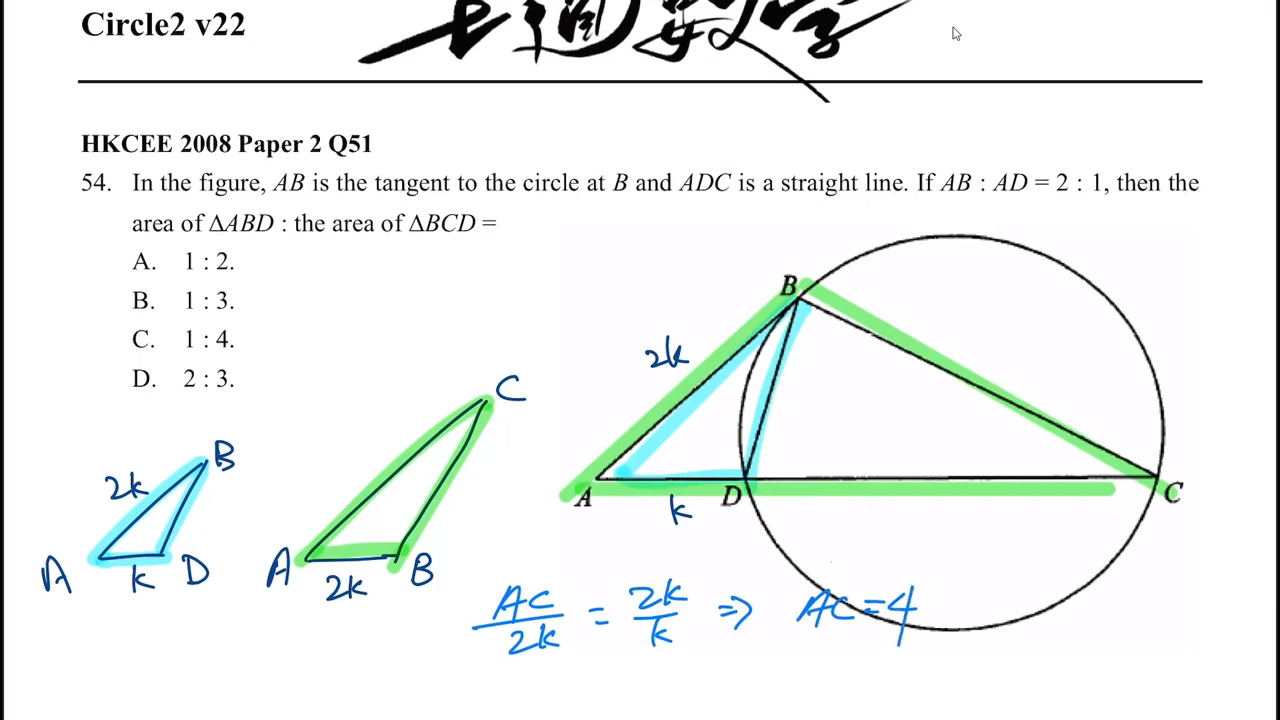 Circle2 v22
數学
HKCEE 2008 Paper 2 Q51
54. In the figure, AB is the tangent to the circle at B and ADC is a straight line. If AB : AD = 2 : 1, then the
area of ΔABD : the area of ΔBCD =
A. 1 : 2.
B. 1 : 3.
C. 1 : 4.
D. 2 : 3.
B
2k
A
k
D
C
2k
B
A
k
D
C
A
2k
B
AC/2k = 2k/k ⇒ AC=4